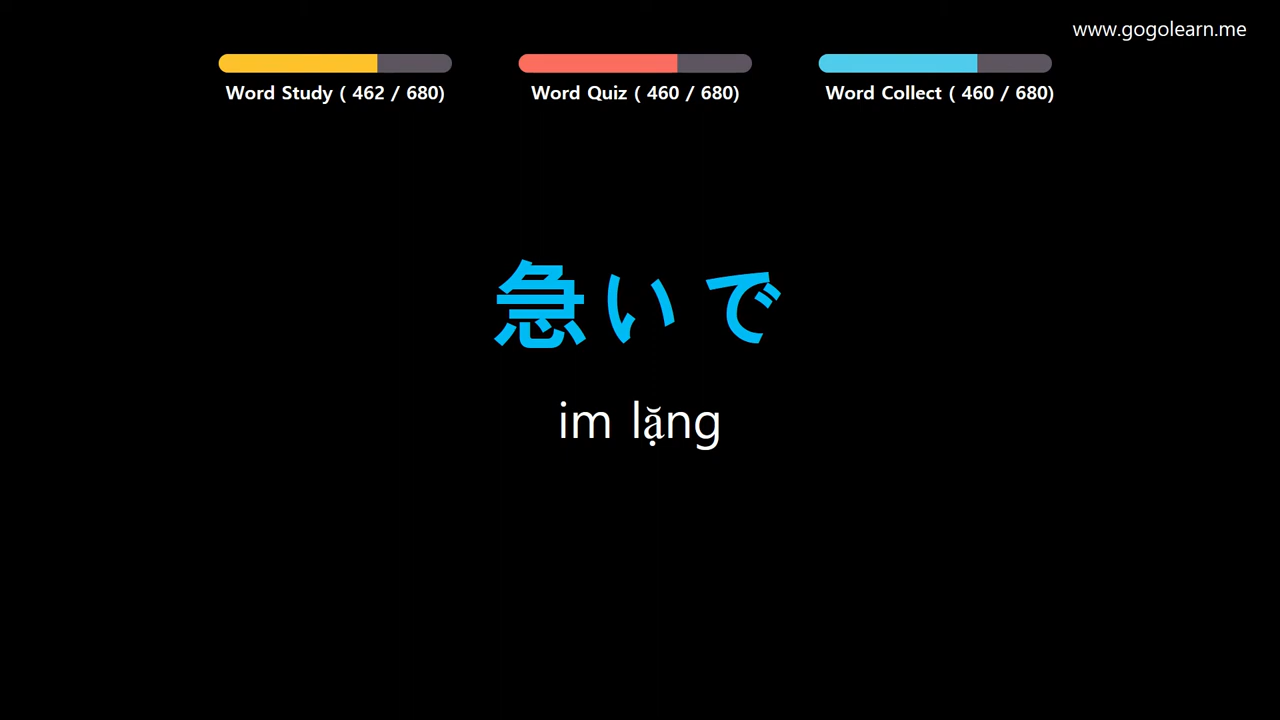 www.gogolearn.me
Word Study ( 462 / 680)
Word Quiz ( 460 / 680)
Word Collect ( 460 / 680)
急いで
im lặng